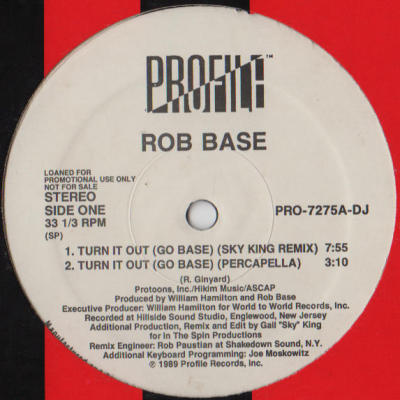 PROFILE™
ROB BASE
LOANED FOR
PROMOTIONAL USE ONLY
NOT FOR SALE
STEREO
SIDE ONE
33 1/3 RPM
(SP)
PRO-7275A-DJ
1. TURN IT OUT (GO BASE) (SKY KING REMIX) 7:55
2. TURN IT OUT (GO BASE) (PERCAPELLA) 3:10
(R. Ginyard)
Protoons, Inc./Hikim Music/ASCAP
Produced by William Hamilton and Rob Base
Executive Producer: William Hamilton for World to World Records, Inc.
Recorded at Hillside Sound Studio, Englewood, New Jersey
Additional Production, Remix and Edit by Gail "Sky" King
for In The Spin Productions
Remix Engineer: Rob Paustian at Shakedown Sound, N.Y.
Additional Keyboard Programming: Joe Moskowitz
℗ 1989 Profile Records, Inc.